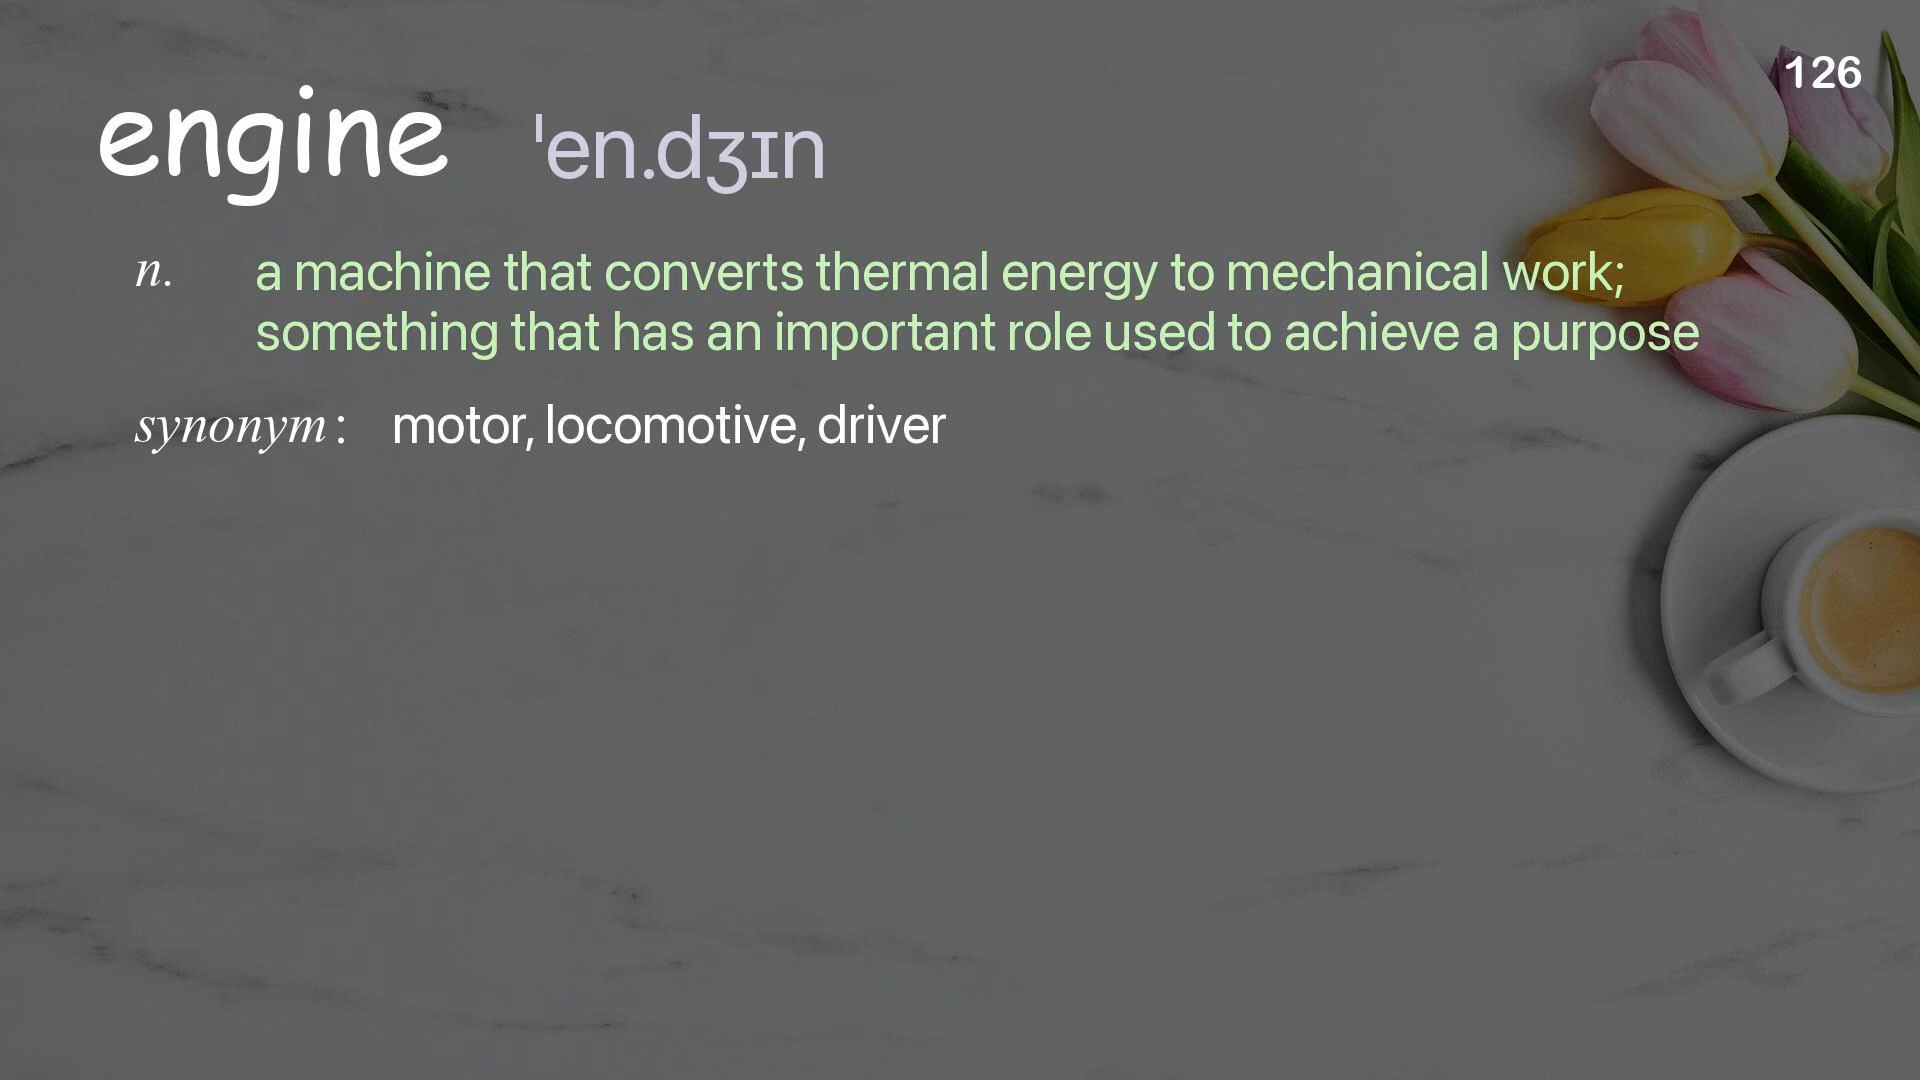 126
engine ˈen.dʒɪn
n. a machine that converts thermal energy to mechanical work;
something that has an important role used to achieve a purpose
synonym : motor, locomotive, driver